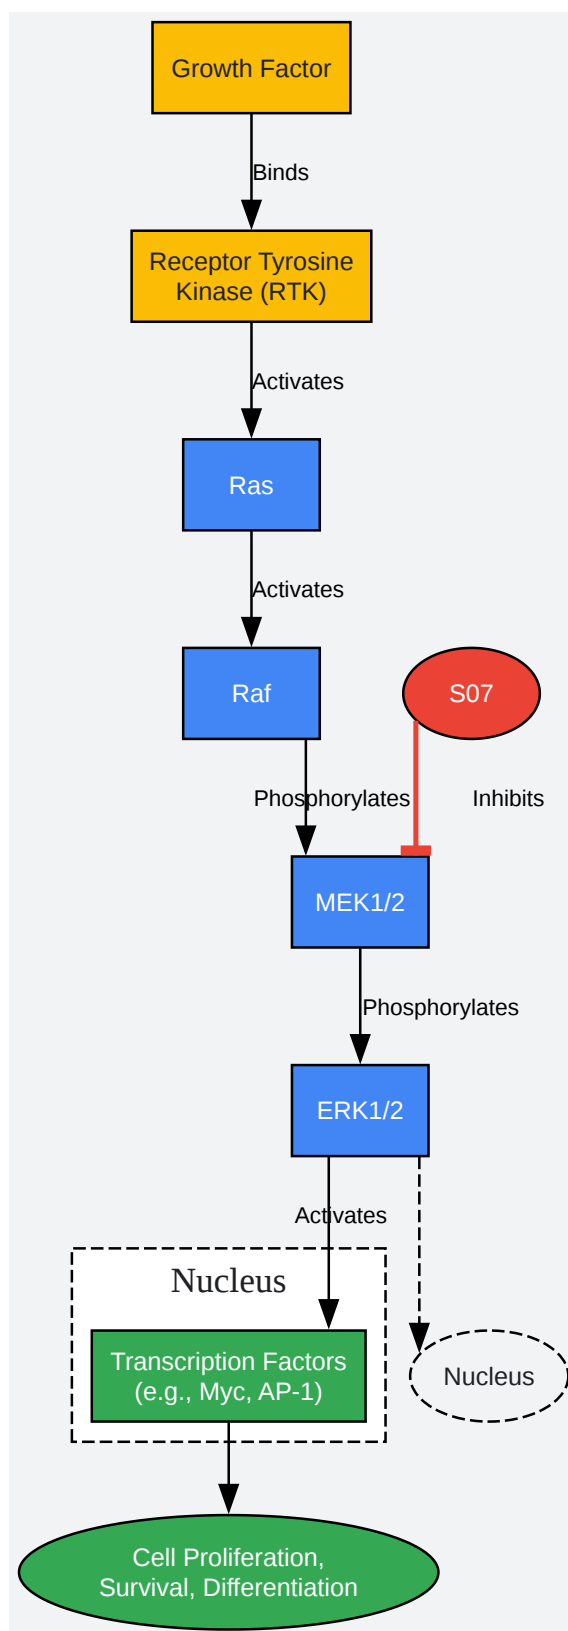 Growth Factor
Binds
Receptor Tyrosine
Kinase (RTK)
Activates
Ras
Activates
Raf
S07
Phosphorylates
Inhibits
MEK1/2
Phosphorylates
ERK1/2
Activates
Nucleus
Transcription Factors
(e.g., Myc, AP-1)
Nucleus
Cell Proliferation,
Survival, Differentiation